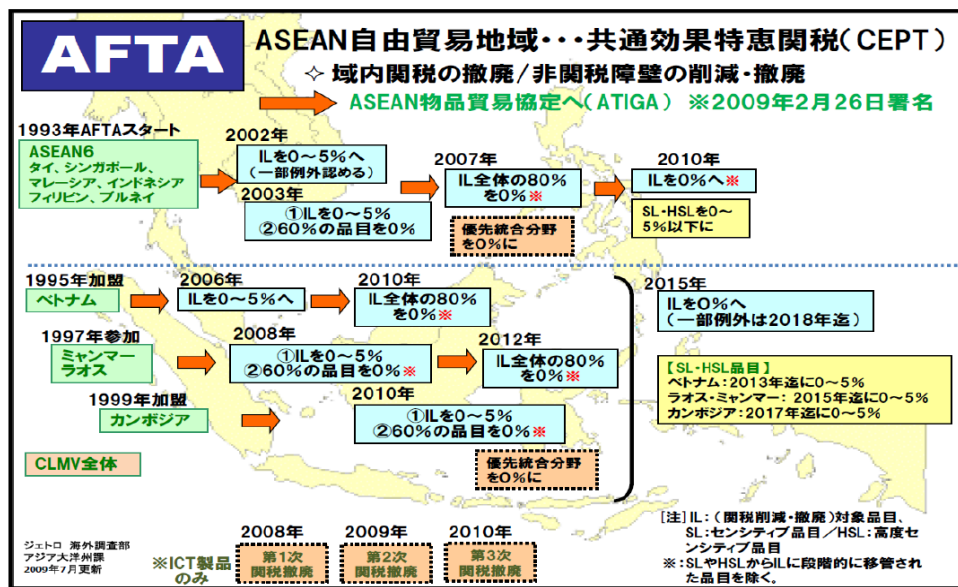 AFTA
ASEAN自由貿易地域・・・共通効果特恵関税(CEPT)
✧ 域内関税の撤廃/非関税障壁の削減・撤廃
ASEAN物品貿易協定へ(ATIGA) ※2009年2月26日署名
1993年AFTAスタート
ASEAN6
タイ、シンガポール、
マレーシア、インドネシア
フィリピン、ブルネイ
2002年
ILを0～5%へ
(一部例外認める)
2003年
①ILを0～5%
②60%の品目を0%
2007年
IL全体の80%
を0%※
優先統合分野
を0%に
2010年
ILを0%へ※
SL・HSLを0～
5%以下に
1995年加盟
ベトナム
2006年
ILを0～5%へ
2010年
IL全体の80%
を0%※
1997年参加
ミャンマー
ラオス
2008年
①ILを0～5%
②60%の品目を0%※
2012年
IL全体の80%
を0%※
1999年加盟
カンボジア
2010年
①ILを0～5%
②60%の品目を0%※
優先統合分野
を0%に
2015年
ILを0%へ
(一部例外は2018年迄)
【SL・HSL品目】
ベトナム:2013年迄に0～5%
ラオス・ミャンマー:2015年迄に0～5%
カンボジア:2017年迄に0～5%
CLMV全体
ジェトロ 海外調査部
アジア大洋州課
2009年7月更新
※ICT製品
のみ
2008年
第1次
関税撤廃
2009年
第2次
関税撤廃
2010年
第3次
関税撤廃
[注]IL:(関税削減・撤廃)対象品目、
SL:センシティブ品目/HSL:高度セ
ンシティブ品目
※:SLやHSLからILに段階的に移管され
た品目を除く。